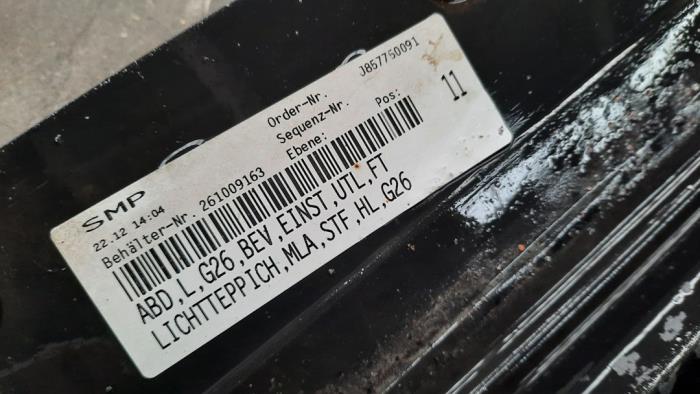 SMP
22.12 14:04
Order-Nr. J857750091
Behälter-Nr. 261009163
Sequenz-Nr.
Ebene: Pos: 11
ABD,L,G26,BEV,EINST,UTL,FT
LICHTTEPPICH,MLA,STF,HL,G26